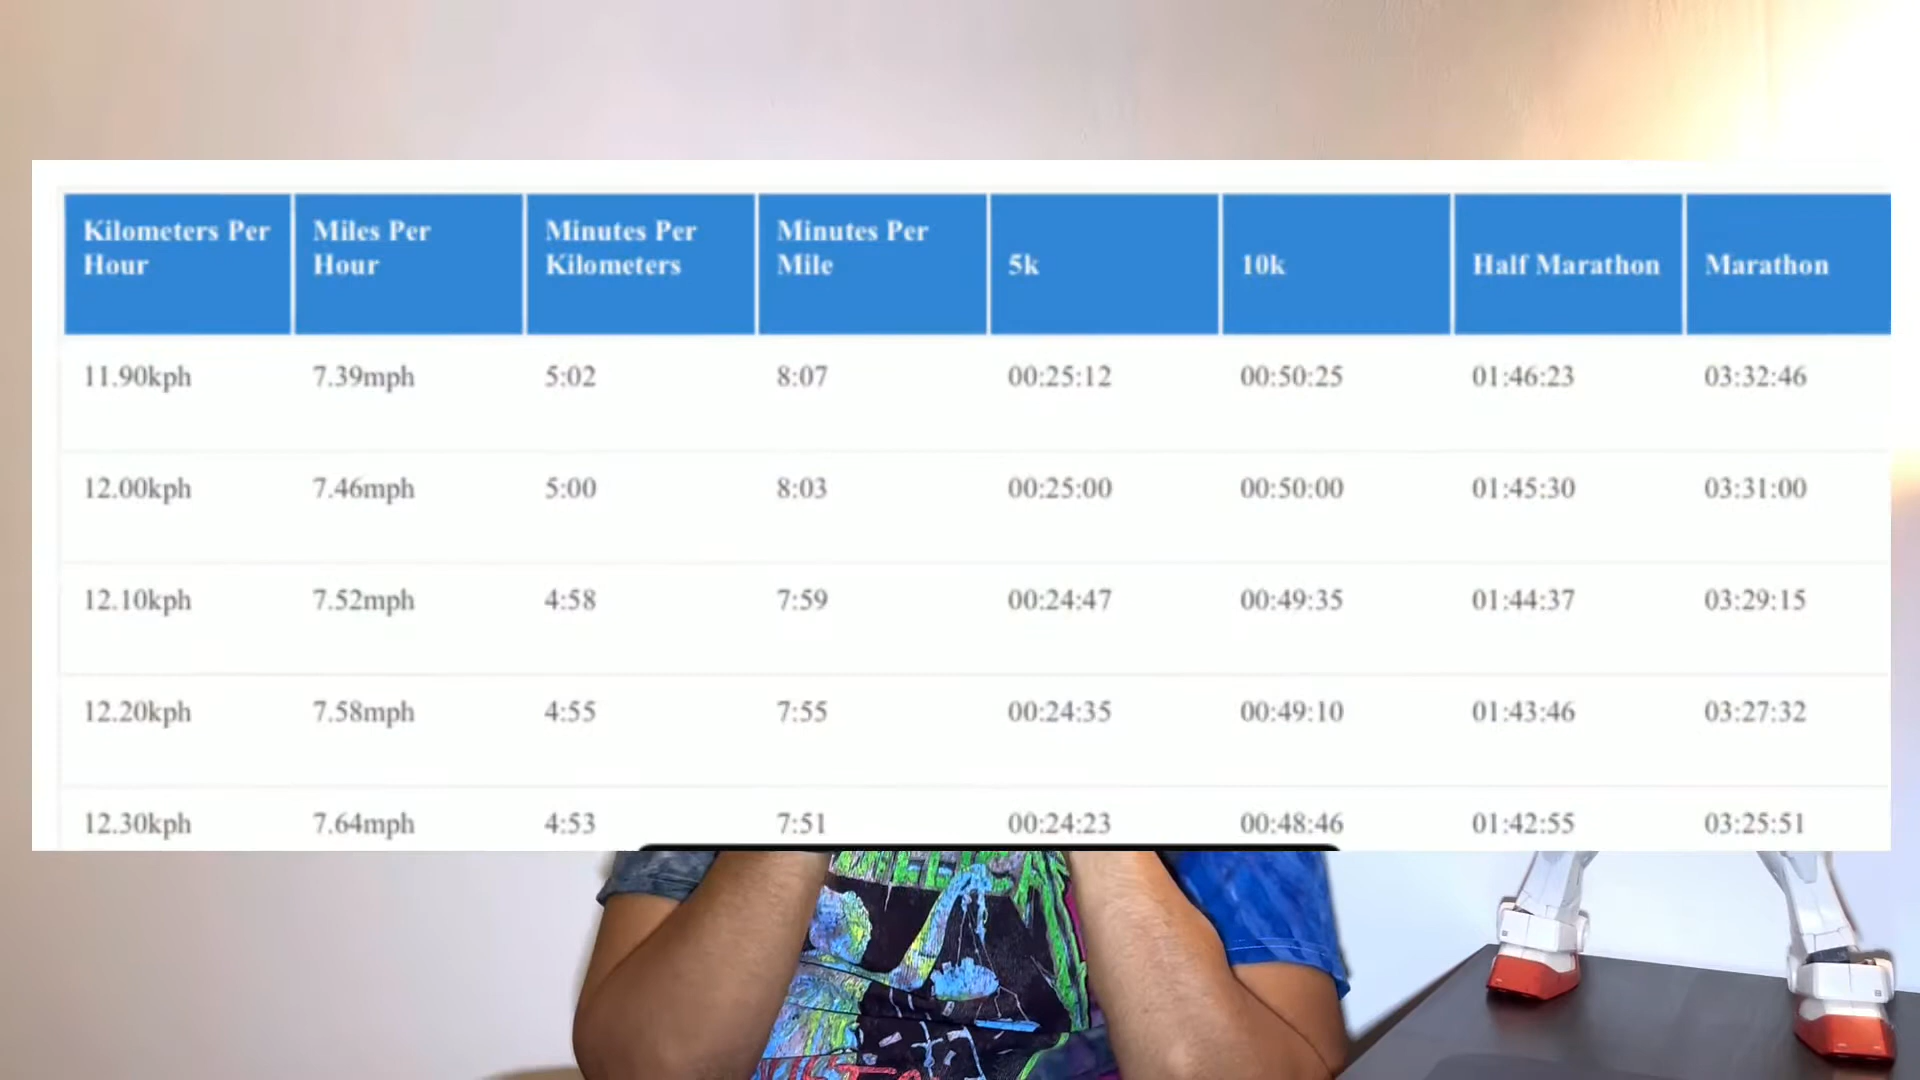 Kilometers Per Hour Miles Per Hour Minutes Per Kilometers Minutes Per Mile 5k 10k Half Marathon Marathon
11.90kph 7.39mph 5:02 8:07 00:25:12 00:50:25 01:46:23 03:32:46
12.00kph 7.46mph 5:00 8:03 00:25:00 00:50:00 01:45:30 03:31:00
12.10kph 7.52mph 4:58 7:59 00:24:47 00:49:35 01:44:37 03:29:15
12.20kph 7.58mph 4:55 7:55 00:24:35 00:49:10 01:43:46 03:27:32
12.30kph 7.64mph 4:53 7:51 00:24:23 00:48:46 01:42:55 03:25:51